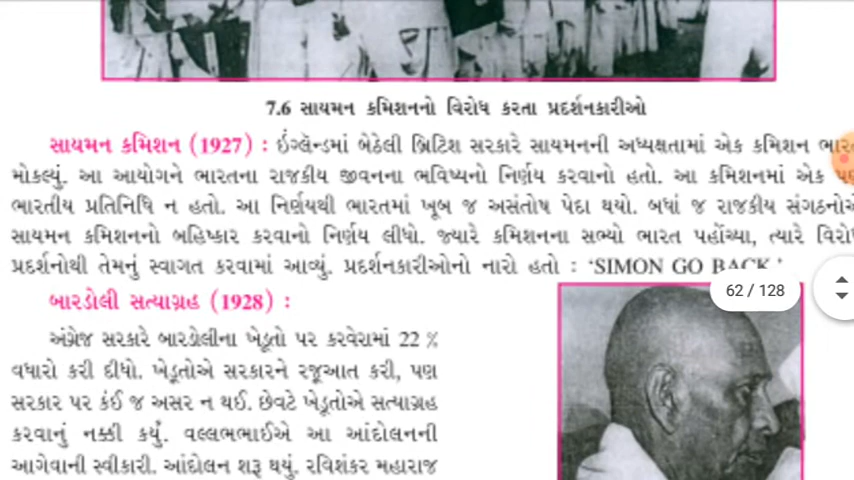 7.6 સાયમન કમિશનનો વિરોધ કરતા પ્રદર્શનકારીઓ
સાયમન કમિશન (1927) : ઇંગ્લૅન્ડમાં બેઠેલી બ્રિટિશ સરકારે સાયમનની અધ્યક્ષતામાં એક કમિશન
મોકલ્યું. આ આયોગને ભારતના રાજકીય જીવનના ભવિષ્યનો નિર્ણય કરવાનો હતો. આ કમિશનમાં એક
ભારતીય પ્રતિનિધિ ન હતો. આ નિર્ણયથી ભારતમાં ખૂબ જ અસંતોષ પેદા થયો. બધાં જ રાજકીય
સાયમન કમિશનનો બહિષ્કાર કરવાનો નિર્ણય લીધો. જ્યારે કમિશનના સભ્યો ભારત પહોંચ્યા, ત્યારે
પ્રદર્શનોથી તેમનું સ્વાગત કરવામાં આવ્યું. પ્રદર્શનકારીઓનો નારો હતો : ‘SIMON GO BACK
62 / 128
બારડોલી સત્યાગ્રહ (1928) :
અંગ્રેજ સરકારે બારડોલીના ખેડૂતો પર કરવેરામાં 22 %
વધારો કરી દીધો. ખેડૂતોએ સરકારને રજૂઆત કરી, પણ
સરકાર પર કંઈ જ અસર ન થઈ. છેવટે ખેડૂતોએ સત્યાગ્રહ
કરવાનું નક્કી કર્યું. વલ્લભભાઈએ આ આંદોલનની
આગેવાની સ્વીકારી. આંદોલન શરૂ થયું. રવિશંકર મહારાજ